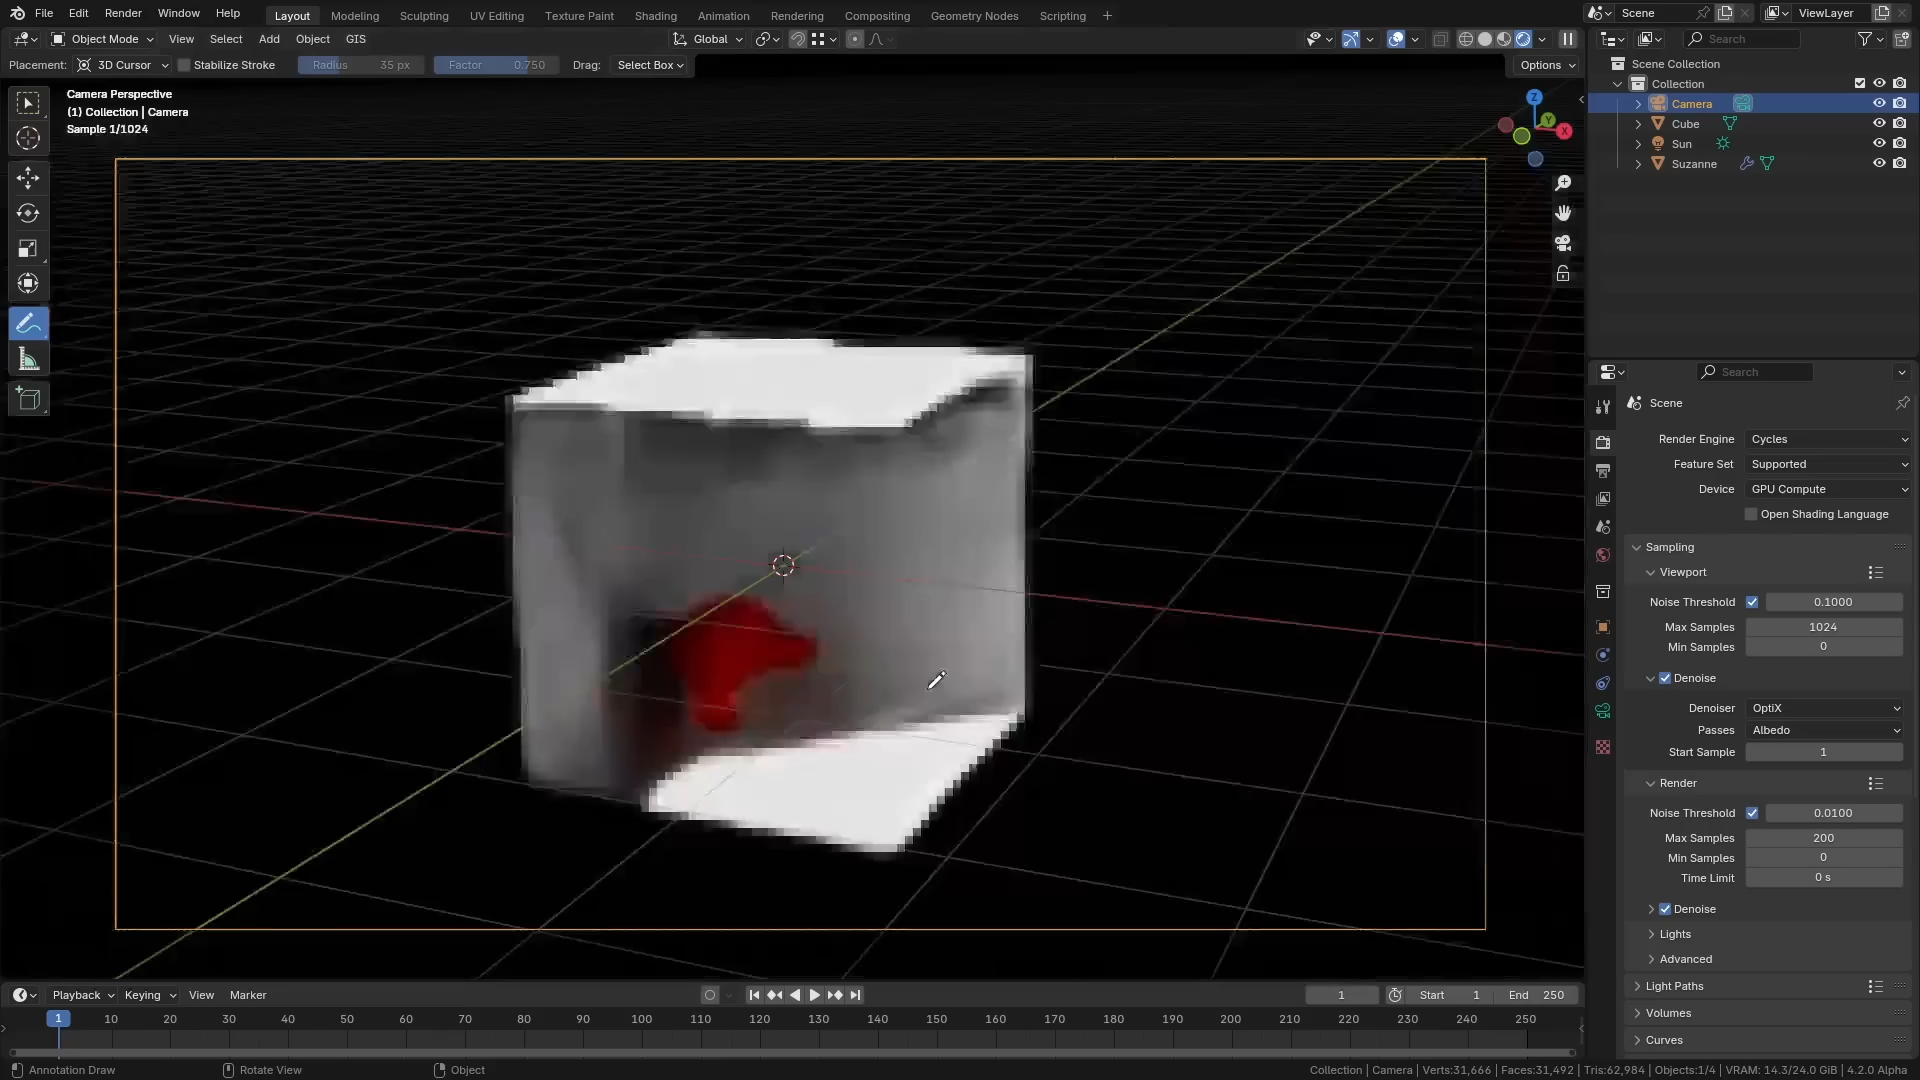 File Edit Render Window Help Layout Modeling Sculpting UV Editing Texture Paint Shading Animation Rendering Compositing Geometry Nodes Scripting + Scene ViewLayer
Object Mode View Select Add Object GIS Global Search
Placement: 3D Cursor Stabilize Stroke Radius 35 px Factor 0.750 Drag: Select Box Options
Camera Perspective
(1) Collection | Camera
Sample 1/1024
Z
Y
X
Scene Collection
Collection
Camera
Cube
Sun
Suzanne
Search
Scene
Render Engine Cycles
Feature Set Supported
Device GPU Compute
Open Shading Language
Sampling
Viewport
Noise Threshold 0.1000
Max Samples 1024
Min Samples 0
Denoise
Denoiser OptiX
Passes Albedo
Start Sample 1
Render
Noise Threshold 0.0100
Max Samples 200
Min Samples 0
Time Limit 0 s
Denoise
Lights
Advanced
Light Paths
Volumes
Curves
Playback Keying View Marker 1 Start 1 End 250
1 10 20 30 40 50 60 70 80 90 100 110 120 130 140 150 160 170 180 190 200 210 220 230 240 250
Annotation Draw Rotate View Object Collection | Camera | Verts:31,666 | Faces:31,492 | Tris:62,984 | Objects:1/4 | VRAM: 14.3/24.0 GiB | 4.2.0 Alpha